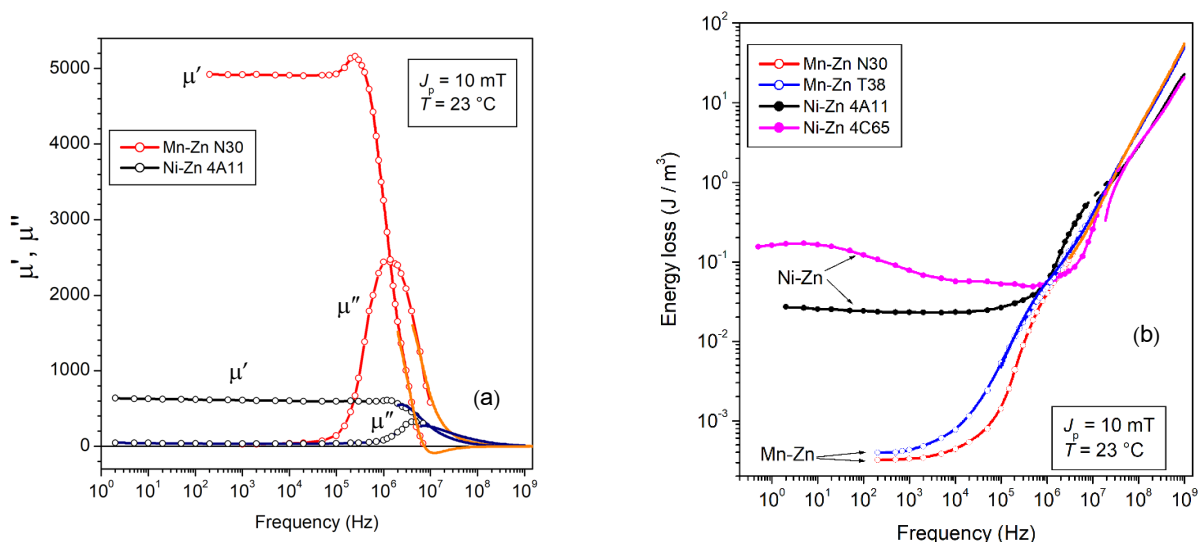 μ', μ"
5000
4000
3000
2000
1000
0
μ'
J_p = 10 mT
T = 23 °C
Mn-Zn N30
Ni-Zn 4A11
μ"
μ'
μ"
(a)
10^0 10^1 10^2 10^3 10^4 10^5 10^6 10^7 10^8 10^9
Frequency (Hz)
Energy loss (J / m^3)
10^2
10^1
10^0
10^-1
10^-2
10^-3
Mn-Zn N30
Mn-Zn T38
Ni-Zn 4A11
Ni-Zn 4C65
Ni-Zn
(b)
Mn-Zn
J_p = 10 mT
T = 23 °C
10^0 10^1 10^2 10^3 10^4 10^5 10^6 10^7 10^8 10^9
Frequency (Hz)